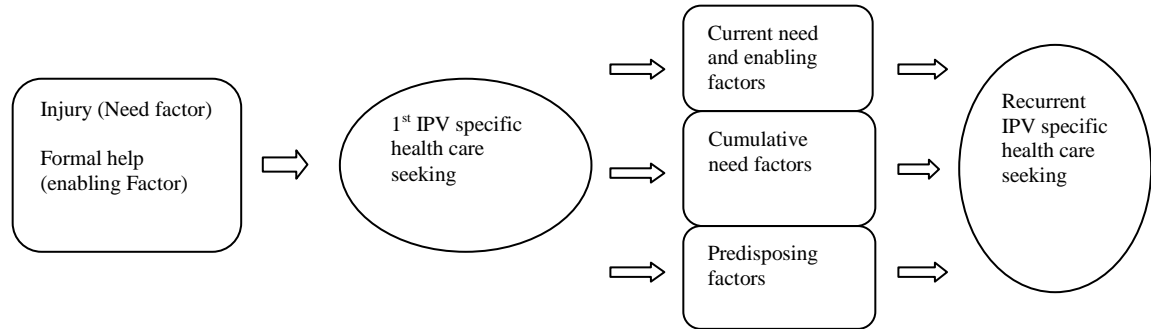 Injury (Need factor)
Formal help
(enabling Factor)
1st IPV specific
health care
seeking
Current need
and enabling
factors
Cumulative
need factors
Predisposing
factors
Recurrent
IPV specific
health care
seeking